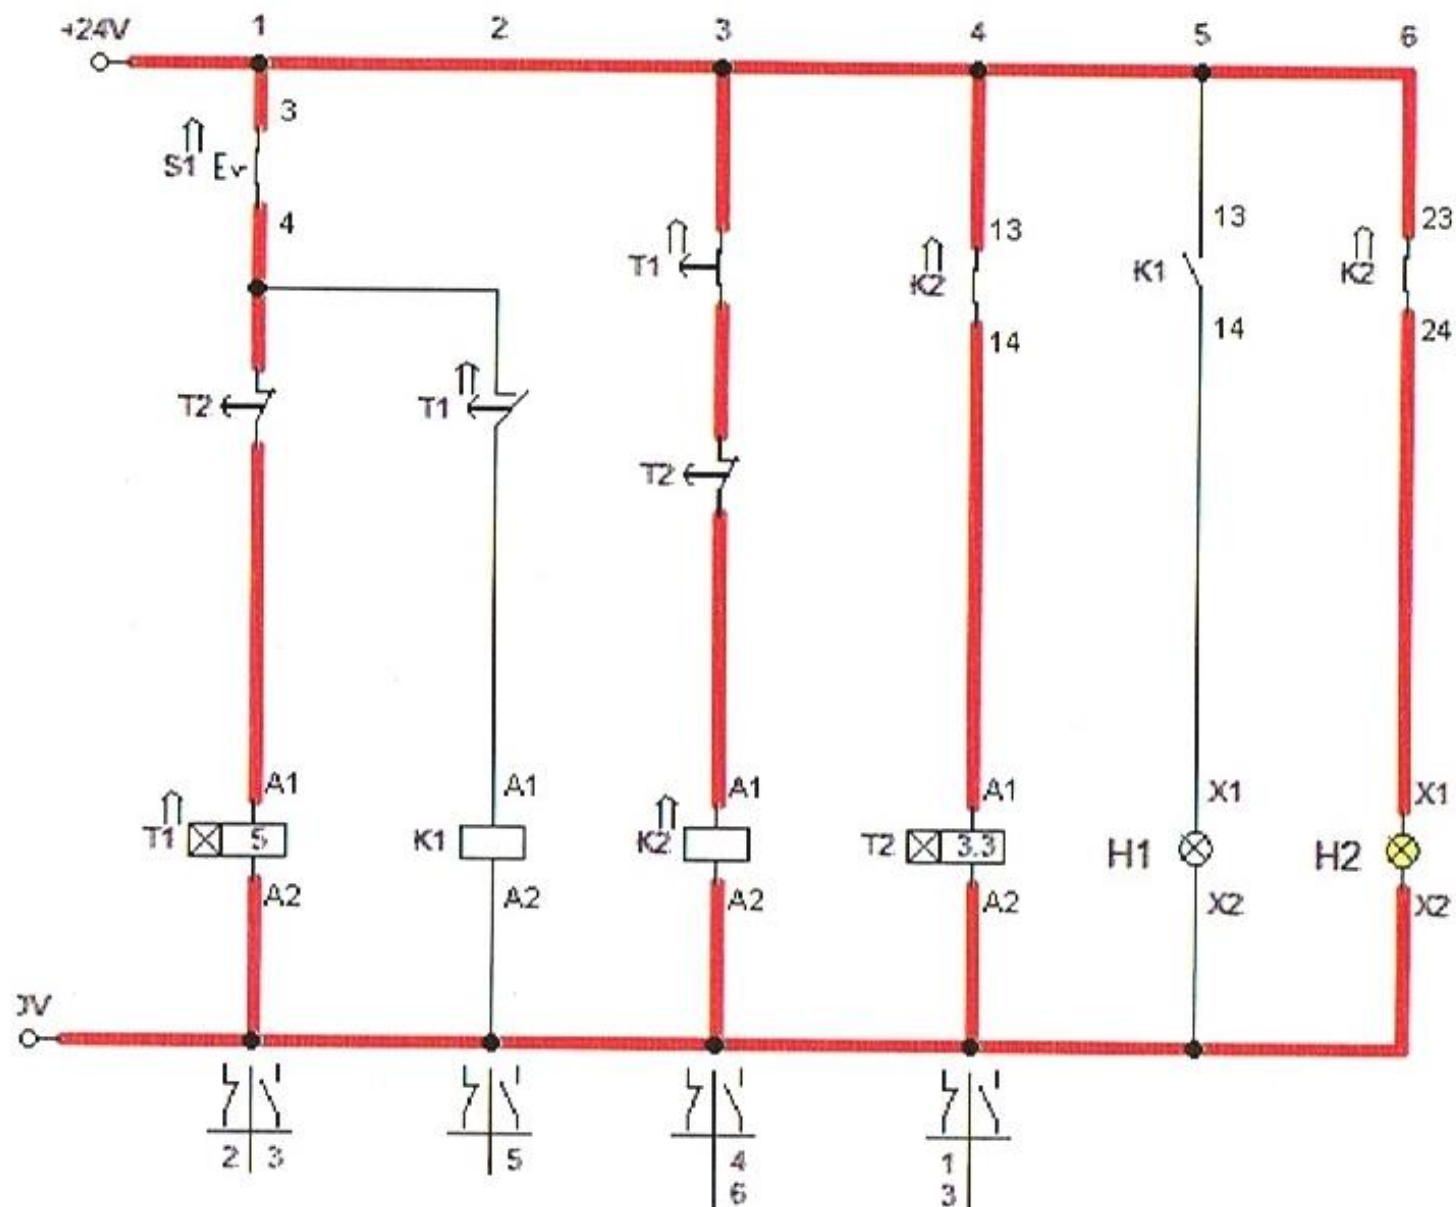 +24V 1 2 3 4 5 6
3
S1 Ev
4
13 13 23
T1 K2 K1 K2
14 14 24
T2 T1
T2
A1 A1 A1 A1 X1 X1
T1 5 K1 K2 T2 3.3 H1 H2
A2 A2 A2 A2 X2 X2
0V
2 3 5 4 1
6 3